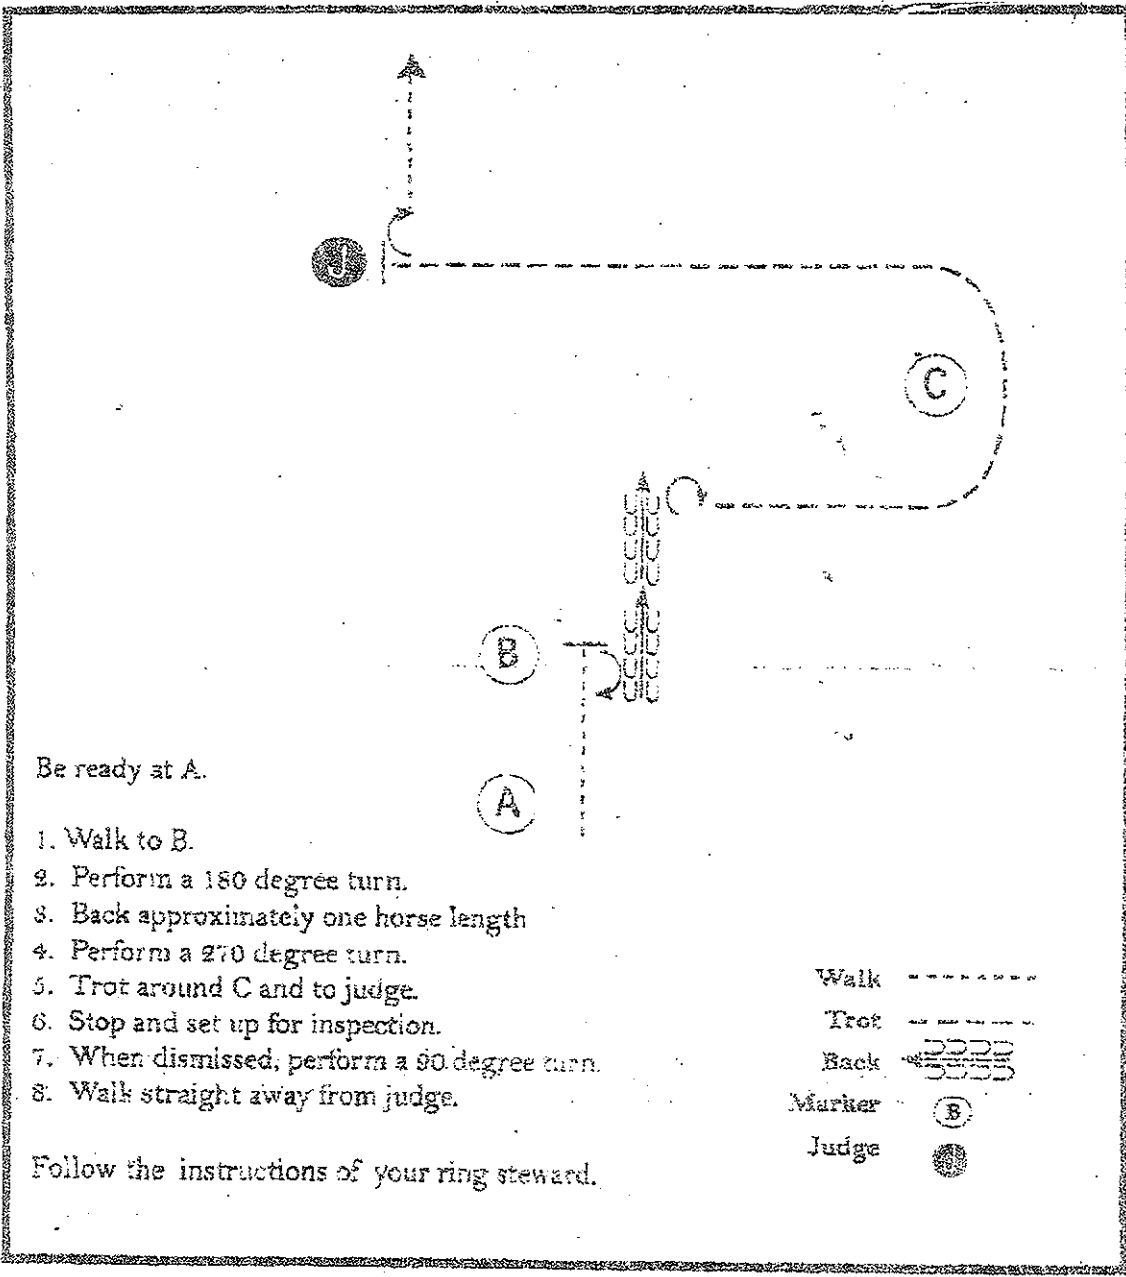 J
C
B
A
Be ready at A.
1. Walk to B.
2. Perform a 180 degree turn.
3. Back approximately one horse length
4. Perform a 270 degree turn.
5. Trot around C and to judge.
6. Stop and set up for inspection.
7. When dismissed, perform a 90 degree turn.
8. Walk straight away from judge.
Follow the instructions of your ring steward.
Walk
Trot
Back
Marker B
Judge